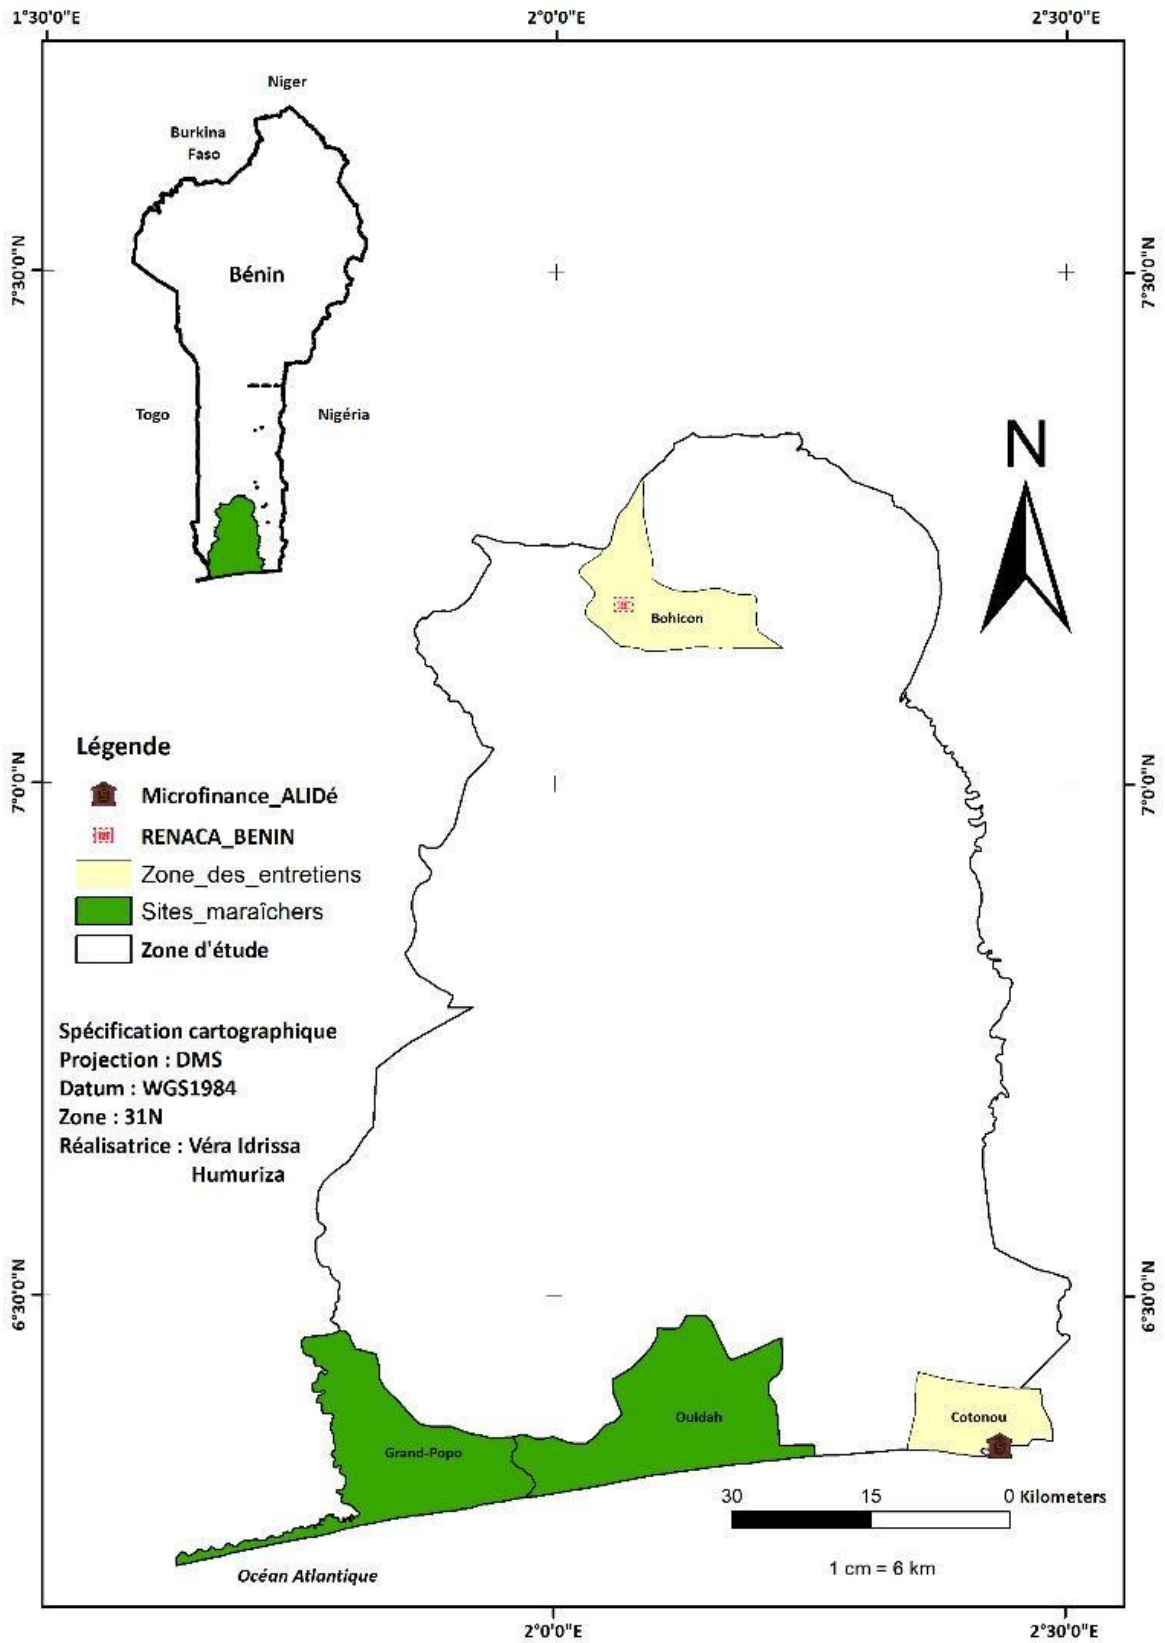 1°30'0"E
2°0'0"E
2°30'0"E
Niger
Burkina
Faso
Bénin
7°30'0"N
7°30'0"N
Togo
Nigéria
N
Bohicon
Légende
Microfinance_ALIDé
RENACA_BENIN
Zone_des_entretiens
Sites_maraîchers
Zone d'étude
7°0'0"N
7°0'0"N
Spécification cartographique
Projection : DMS
Datum : WGS1984
Zone : 31N
Réalisatrice : Véra Idrissa
Humuriza
6°30'0"N
6°30'0"N
Ouidah
Cotonou
Grand-Popo
30 15 0 Kilometers
1 cm = 6 km
Océan Atlantique
2°0'0"E
2°30'0"E